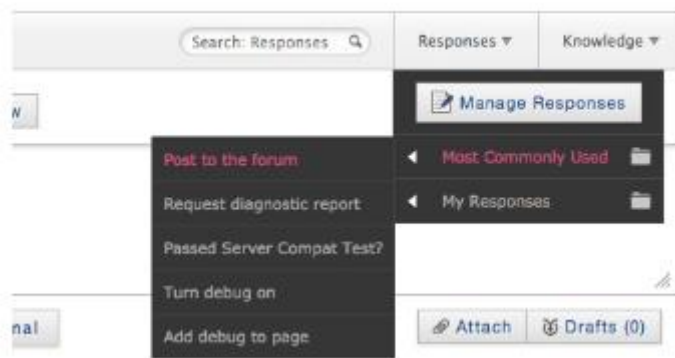 Search: Responses
Responses
Knowledge
w
Manage Responses
Most Commonly Used
My Responses
Post to the forum
Request diagnostic report
Passed Server Compat Test?
Turn debug on
Add debug to page
nal
Attach
Drafts (0)